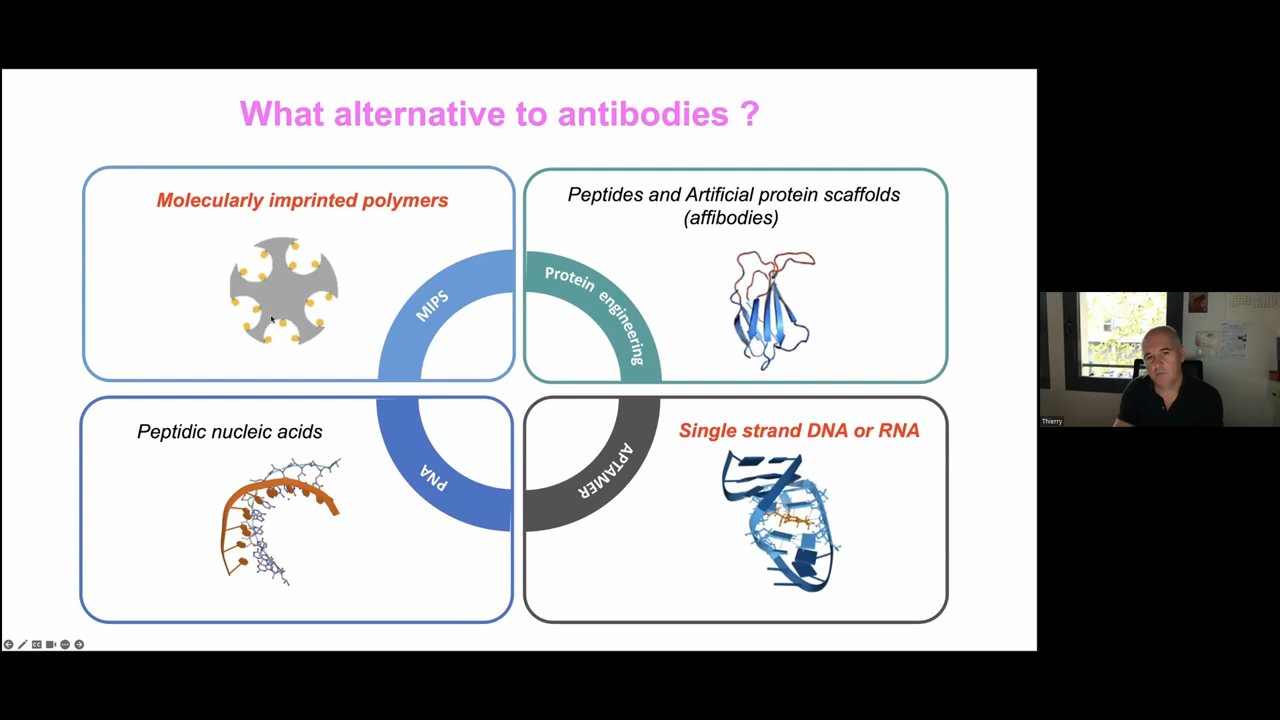 What alternative to antibodies ?
Molecularly imprinted polymers
MIPS
Peptides and Artificial protein scaffolds
(affibodies)
Protein engineering
Peptidic nucleic acids
PNA
Single strand DNA or RNA
APTAMER
Thierry